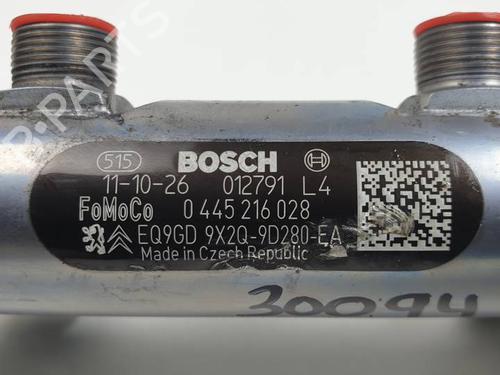 515 BOSCH
11-10-26 012791 L4
FoMoCo 0 445 216 028
EQ9GD 9X2Q-9D280-EA
Made in Czech Republic
30094